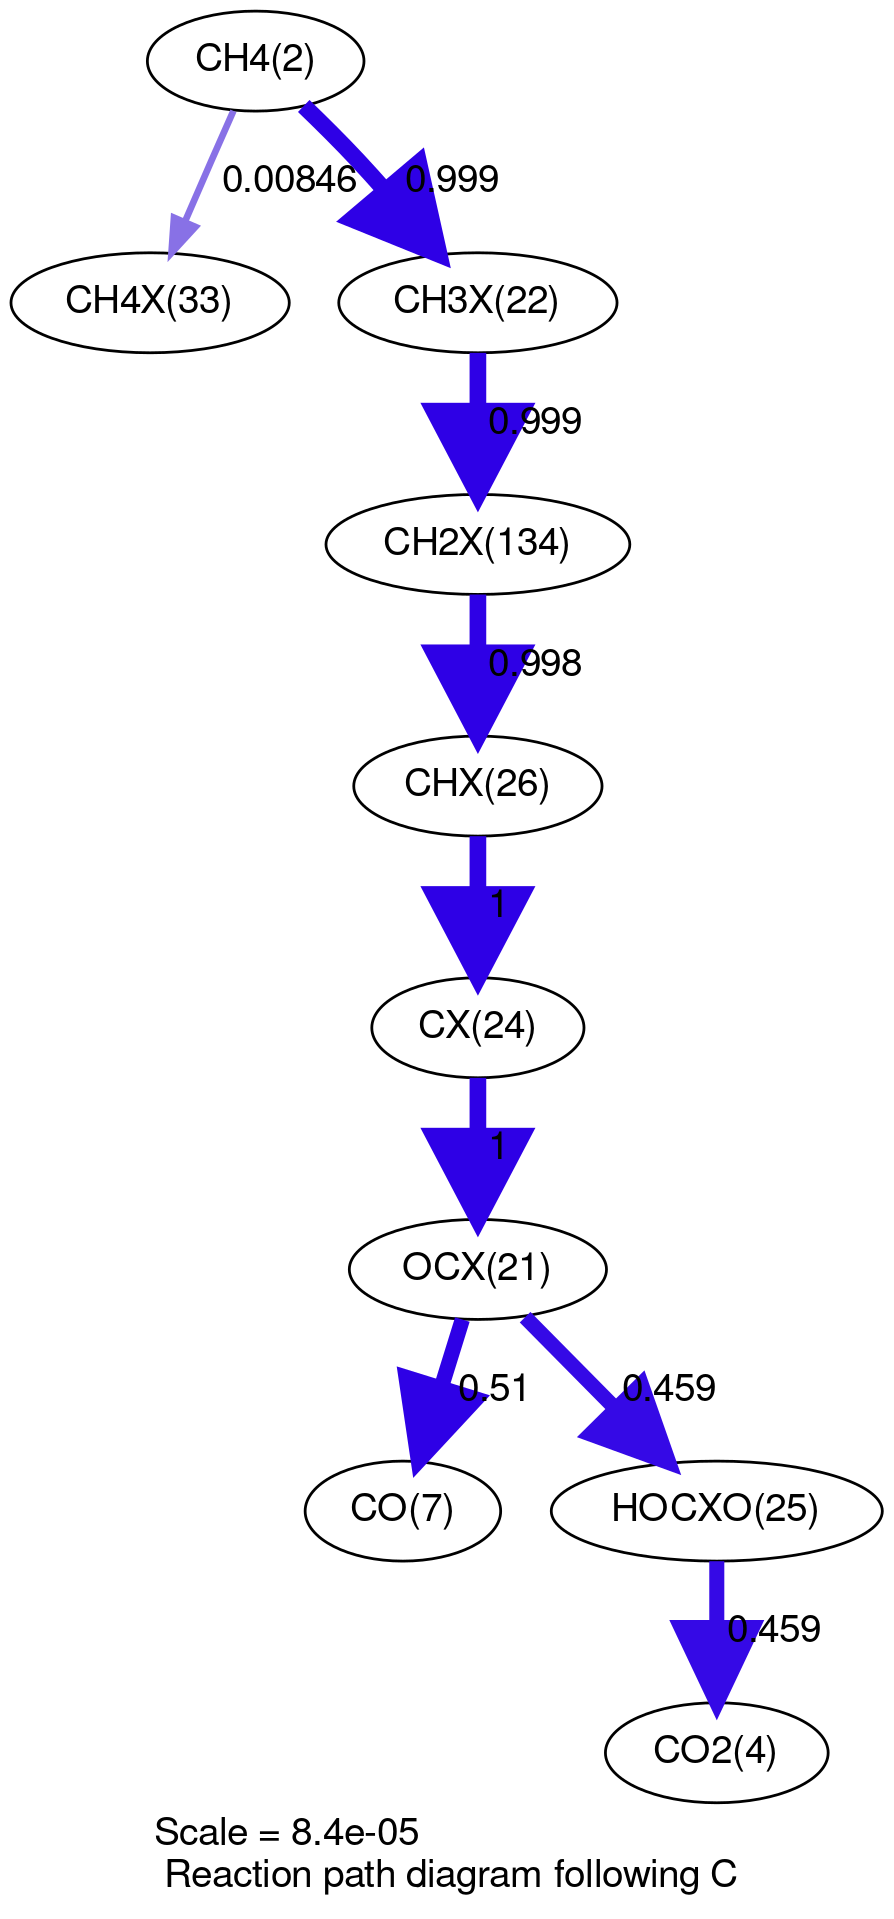 CH4(2)
0.00846
0.999
CH4X(33)
CH3X(22)
0.999
CH2X(134)
0.998
CHX(26)
1
CX(24)
1
OCX(21)
0.51
0.459
CO(7)
HOCXO(25)
0.459
CO2(4)
Scale = 8.4e-05
Reaction path diagram following C